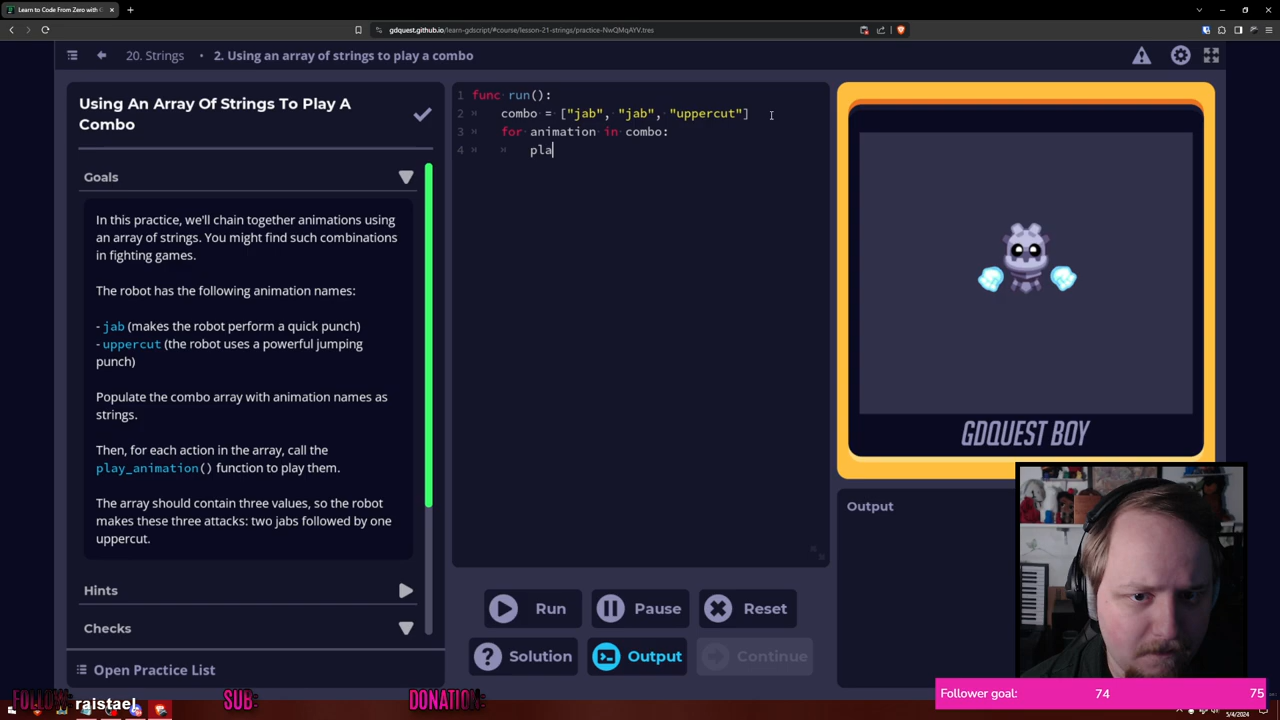 Learn to Code From Zero with G
gdquest.github.io/learn-gdscript/#course/lesson-21-strings/practice-NwQMqAYV.tres
20. Strings • 2. Using an array of strings to play a combo
Using An Array Of Strings To Play A
Combo
Goals
In this practice, we'll chain together animations using
an array of strings. You might find such combinations
in fighting games.
The robot has the following animation names:
- jab (makes the robot perform a quick punch)
- uppercut (the robot uses a powerful jumping
punch)
Populate the combo array with animation names as
strings.
Then, for each action in the array, call the
play_animation() function to play them.
The array should contain three values, so the robot
makes these three attacks: two jabs followed by one
uppercut.
Hints
Checks
Open Practice List
1 func run():
2 combo = ["jab", "jab", "uppercut"]
3 for animation in combo:
4 pla
Run
Pause
Reset
Solution
Output
Continue
GDQUEST BOY
Output
FOLLOW: raistael
SUB:
DONATION:
Follower goal: 74 75
5/4/2024